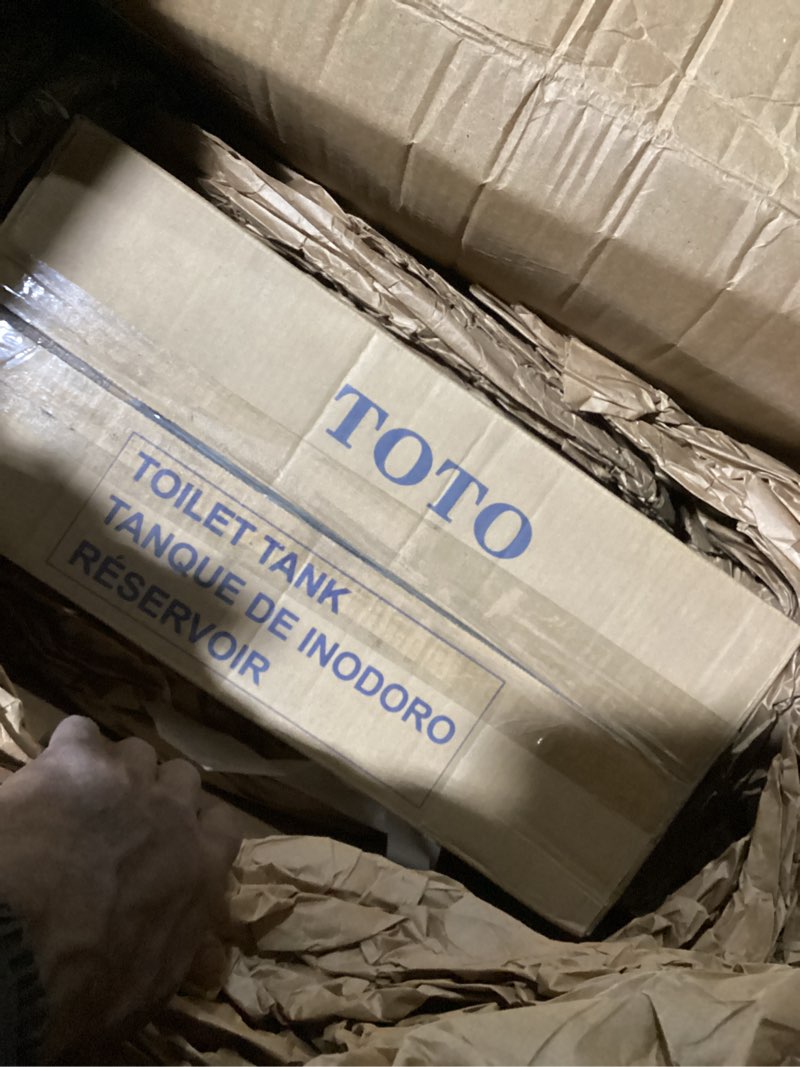 TOTO
TOILET TANK
TANQUE DE INODORO
RÉSERVOIR